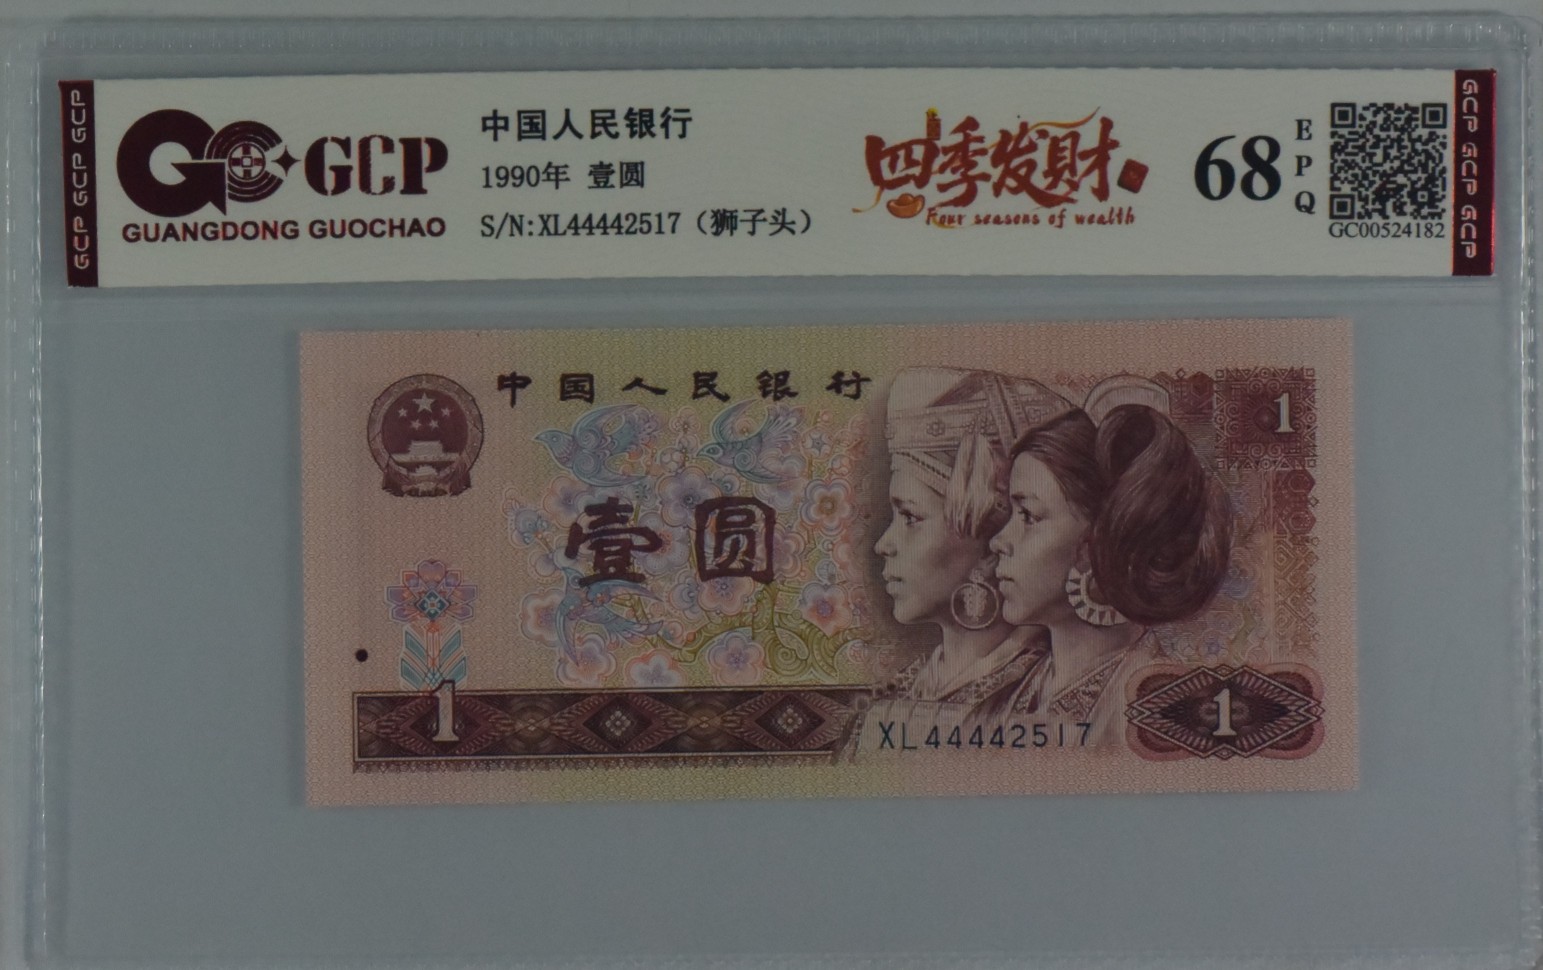 GCP GCP GCP
GCP
GUANGDONG GUOCHAO
中国人民银行
1990年 壹圆
S/N:XL44442517（狮子头）
四季发财
Four seasons of wealth
68
EPQ
GC00524182
GCP GCP GCP
中国人民银行
1
壹圆
1
XL44442517
1